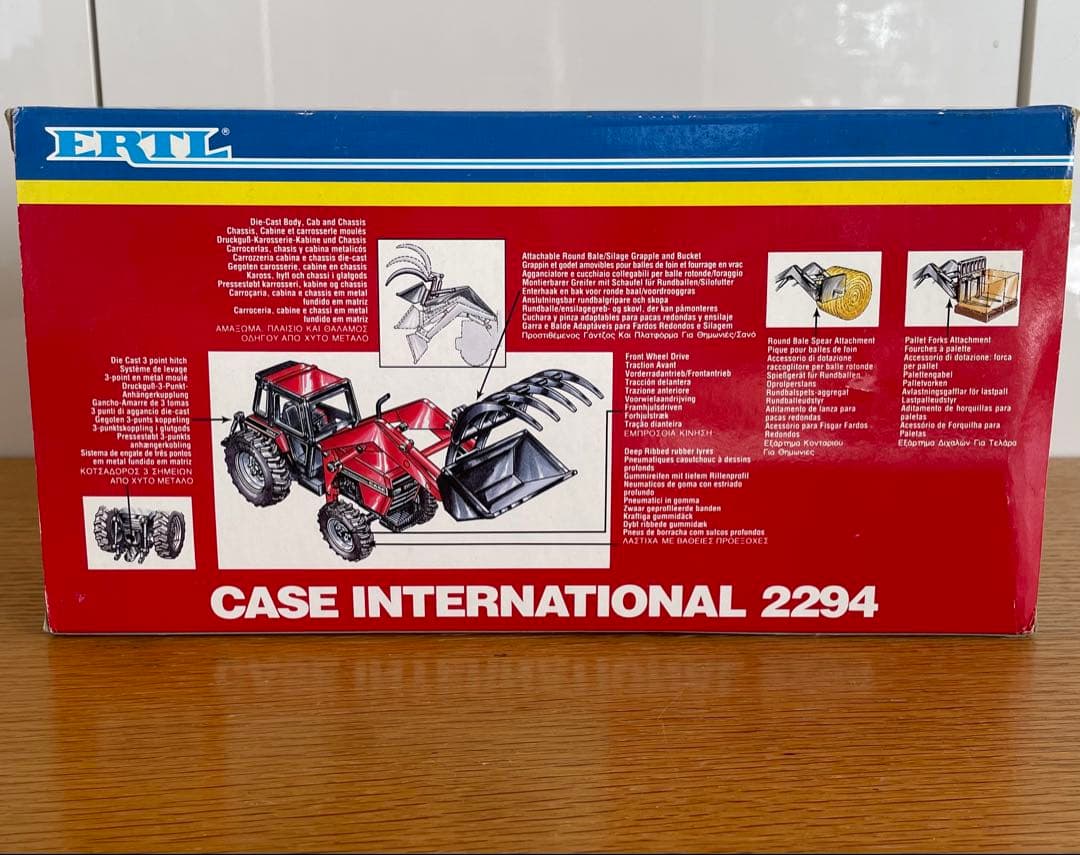 ERTL®
Die-Cast Body, Cab and Chassis
Chassis, Cabine et carrosserle moulés
Druckguß-Karosserie-Kabine und Chassis
Carrocerlas, chasis y cabina metalicós
Carrozzeria cabina e chassis die-cast
Gegoten carosserie, cabine en chassis
Kaross, hytt och chassi i glatgods
Pressestøbt karrosseri, kabine og chassis
Carroçaria, cabina e chassis em metal
fundido em matriz
Carroceria, cabina e chassi em metal
fundido em matriz
ΑΜΑΞΩΜΑ. ΠΛΑΙΣΙΟ ΚΑΙ ΘΑΛΑΜΟΣ
ΟΔΗΓΟΥ ΑΠΟ ΧΥΤΟ ΜΕΤΑΛΟ
Attachable Round Bale/Silage Grapple and Bucket
Grappin et godet amovibles pour balles de foin et fourrage en vrac
Agganciatore e cucchiaio collegabili per balle rotonde/foraggio
Montierbarer Greifer mit Schaufel für Rundballen/Silofutter
Enterhaak en bak voor ronde baal/voordrooggras
Anslutningsbar rundbalgripare och skopa
Rundballe/ensilagegreb- og skovl, der kan påmonteres
Cuchara y pinza adaptables para pacas redondas y ensilaje
Garra e Balde Adaptáveis para Fardos Redondos e Silagem
Προστιθέμενος Γάντζος Και Πλατφόρμα Για Θημωνιές/Σανό
Round Bale Spear Attachment
Pique pour balles de foin
Accessorio di dotazione
raccoglitore per balle rotonde
Spießgerät für Rundballen
Oprolperslans
Rundbalspets-aggregat
Rundballeudstyr
Aditamento de lanza para
pacas redondas
Acessório para Fisgar Fardos
Redondos
Εξάρτημα Κονταριου
Για Θημωνιες
Pallet Forks Attachment
Fourches à palette
Accessorio di dotazione: forca
per pallet
Palettengabel
Palletvorken
Avlastningsgafflar för lastpall
Lastpalleudstyr
Aditamento de horquillas para
paletas
Acessório de Forquilha para
Paletas
Εξάρτημα Διχαλών Για Τελάρα
Die Cast 3 point hitch
Système de levage
3-point en métal moulé
Druckguß-3-Punkt-
Anhängerkupplung
Gancho-Amarre de 3 tomas
3 punti di aggancio die-cast
Gegoten 3-punts koppeling
3-punktskoppling i glutgods
Pressestøbt 3-punkts
anhængerkobling
Sistema de engate de três pontos
em metal fundido em matriz
ΚΟΤΣΑΔΟΡΟΣ 3 ΣΗΜΕΙΩΝ
ΑΠΟ ΧΥΤΟ ΜΕΤΑΛΟ
Front Wheel Drive
Traction Avant
Vorderradantrieb/Frontantrieb
Tracción delantera
Trazione anteriore
Voorwielaandrijving
Framhjulsdriven
Forhjulstræk
Tração dianteira
ΕΜΠΡΟΣΘΙΑ ΚΙΝΗΣΗ
Deep Ribbed rubber tyres
Pneumatiques caoutchouc à dessins
profonds
Gummireifen mit tiefem Rillenprofil
Neumaticos de goma con estriado
profundo
Pneumatici in gomma
Zwaar geprofileerde banden
Kraftiga gummidäck
Dybt ribbede gummidæk
Pneus de borracha com sulcos profundos
ΛΑΣΤΙΧΑ ΜΕ ΒΑΘΕΙΕΣ ΠΡΟΕΞΟΧΕΣ
CASE INTERNATIONAL 2294